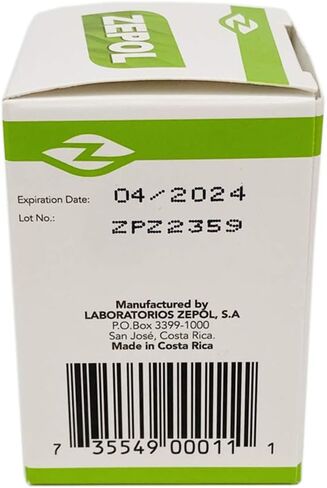 ZEPOL
Expiration Date: 04/2024
Lot No.: ZPZ2359
Manufactured by
LABORATORIOS ZEPOL, S.A
P.O.Box 3399-1000
San José, Costa Rica.
Made in Costa Rica
7 35549 00011 1